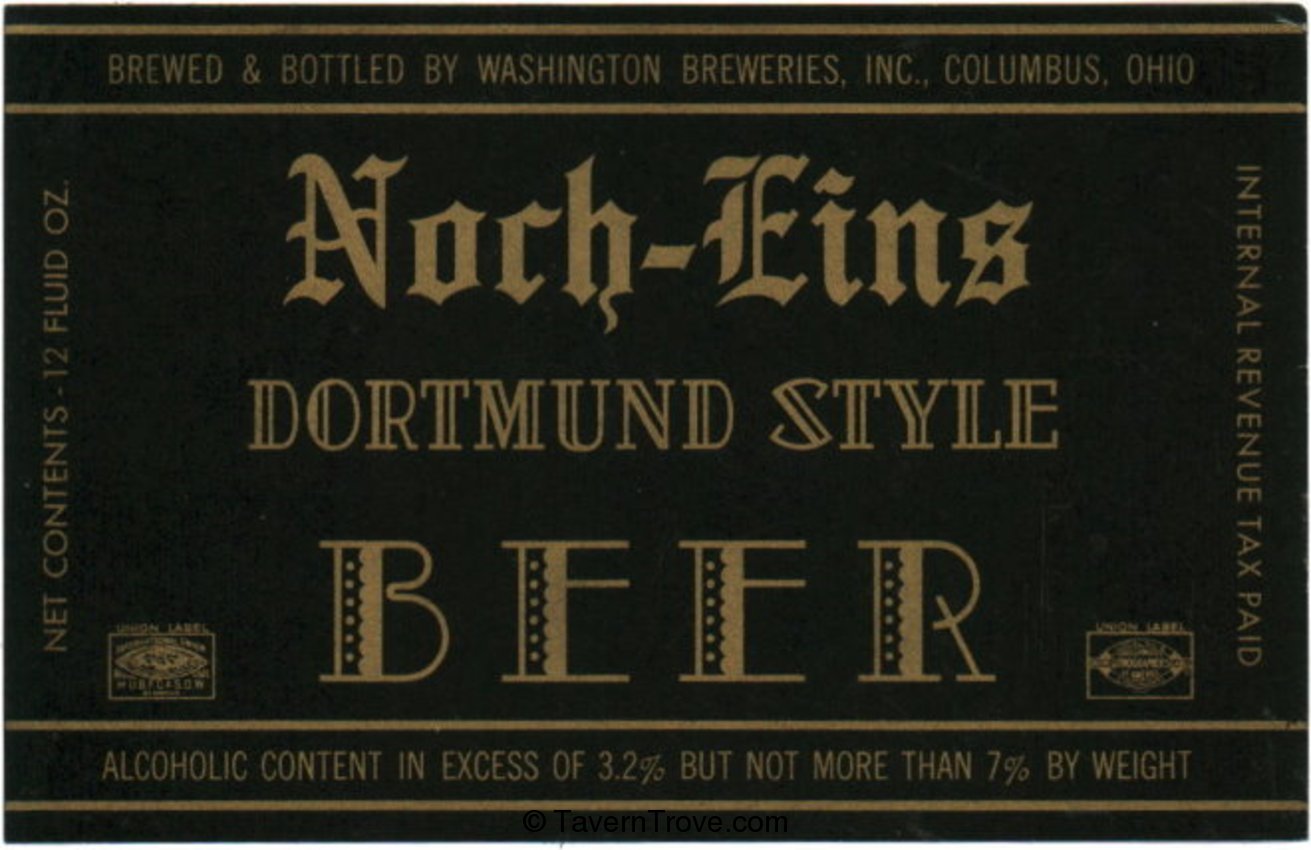 BREWED & BOTTLED BY WASHINGTON BREWERIES, INC., COLUMBUS, OHIO
NET CONTENTS - 12 FLUID OZ.
Noch-Eins
DORTMUND STYLE
BEER
INTERNAL REVENUE TAX PAID
UNION LABEL
UNION LABEL
ALCOHOLIC CONTENT IN EXCESS OF 3.2% BUT NOT MORE THAN 7% BY WEIGHT
© TavernTrove.com